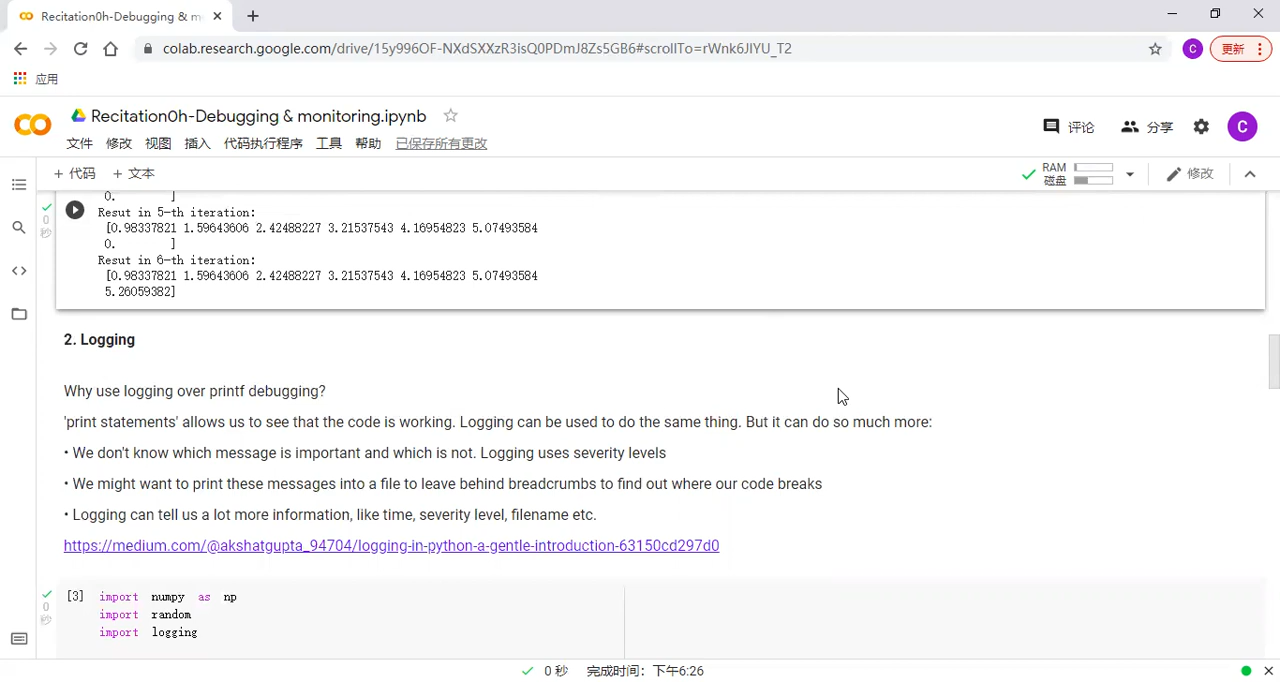 Recitation0h-Debugging & m
colab.research.google.com/drive/15y996OF-NXdSXXzR3isQ0PDmJ8Zs5GB6#scrollTo=rWnk6JIYU_T2
C
更新
应用
Recitation0h-Debugging & monitoring.ipynb
评论
分享
C
文件 修改 视图 插入 代码执行程序 工具 帮助 已保存所有更改
+ 代码 + 文本
RAM
磁盘
修改
0. ]
0
秒
Resut in 5-th iteration:
[0.98337821 1.59643606 2.42488227 3.21537543 4.16954823 5.07493584
0. ]
Resut in 6-th iteration:
[0.98337821 1.59643606 2.42488227 3.21537543 4.16954823 5.07493584
5.26059382]
2. Logging
Why use logging over printf debugging?
'print statements' allows us to see that the code is working. Logging can be used to do the same thing. But it can do so much more:
• We don't know which message is important and which is not. Logging uses severity levels
• We might want to print these messages into a file to leave behind breadcrumbs to find out where our code breaks
• Logging can tell us a lot more information, like time, severity level, filename etc.
https://medium.com/@akshatgupta_94704/logging-in-python-a-gentle-introduction-63150cd297d0
0
秒
[3] import numpy as np
import random
import logging
0 秒 完成时间：下午6:26